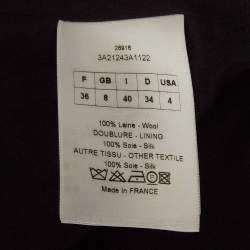 26916
3A21243A1122
F GB I D USA
36 8 40 34 4
100% Laine - Wool
DOUBLURE - LINING
100% Soie - Silk
AUTRE TISSU - OTHER TEXTILE
100% Soie - Silk
Made in FRANCE